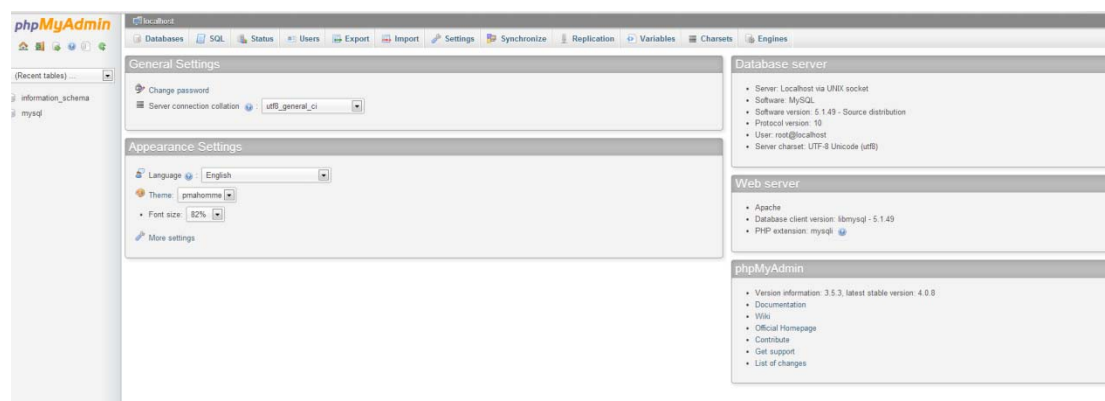 phpMyAdmin
(Recent tables) ...
information_schema
mysql
localhost
Databases SQL Status Users Export Import Settings Synchronize Replication Variables Charsets Engines
General Settings
Change password
Server connection collation : utf8_general_ci
Appearance Settings
Language : English
Theme: pmahomme
• Font size: 82%
More settings
Database server
• Server: Localhost via UNIX socket
• Software: MySQL
• Software version: 5.1.49 - Source distribution
• Protocol version: 10
• User: root@localhost
• Server charset: UTF-8 Unicode (utf8)
Web server
• Apache
• Database client version: libmysql - 5.1.49
• PHP extension: mysqli
phpMyAdmin
• Version information: 3.5.3, latest stable version: 4.0.8
• Documentation
• Wiki
• Official Homepage
• Contribute
• Get support
• List of changes